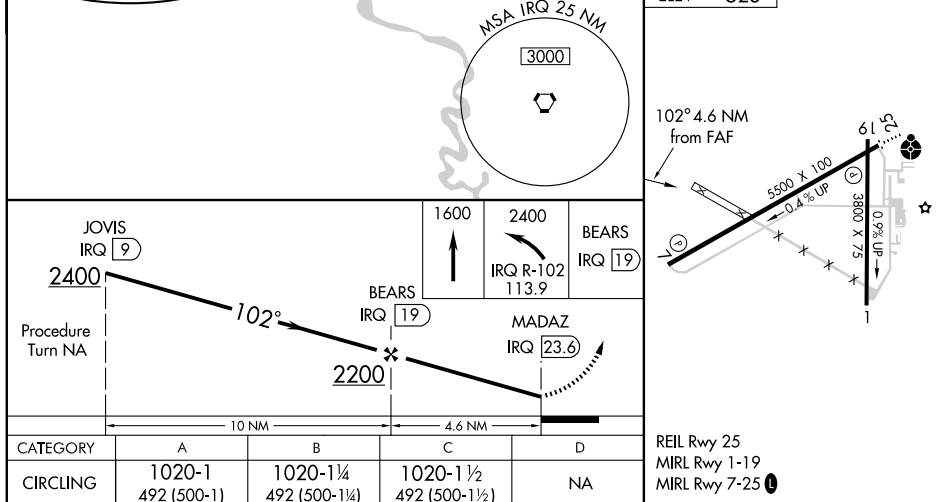 MSA IRQ 25 NM
3000
102° 4.6 NM
from FAF
5500 X 100
0.4% UP
3800 X 75
0.9% UP
P
P
7
25
19
1
JOVIS
IRQ 9
2400
102°
Procedure
Turn NA
BEARS
IRQ 19
2200
MADAZ
IRQ 23.6
1600
2400
IRQ R-102
113.9
BEARS
IRQ 19
10 NM
4.6 NM
CATEGORY A B C D
CIRCLING 1020-1 1020-1¼ 1020-1½ NA
492 (500-1) 492 (500-1¼) 492 (500-1½)
REIL Rwy 25
MIRL Rwy 1-19
MIRL Rwy 7-25 L